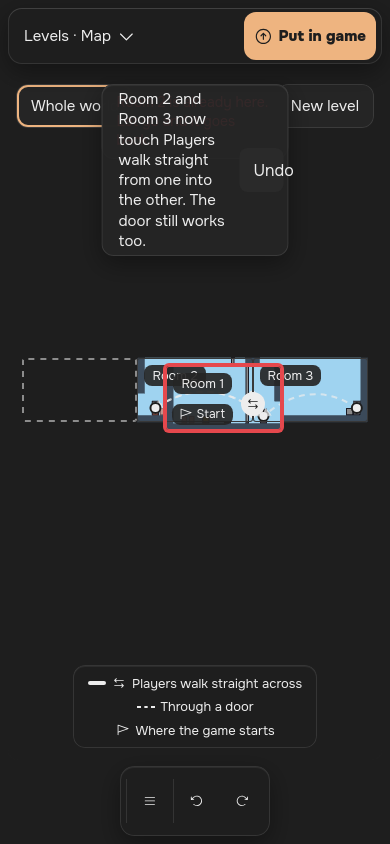 Levels · Map
Put in game
Whole wo
New level
Room 2 and
Room 3 now
touch Players
walk straight
from one into
the other. The
door still works
too.
Undo
Room 3
Room 1
Start
Players walk straight across
Through a door
Where the game starts